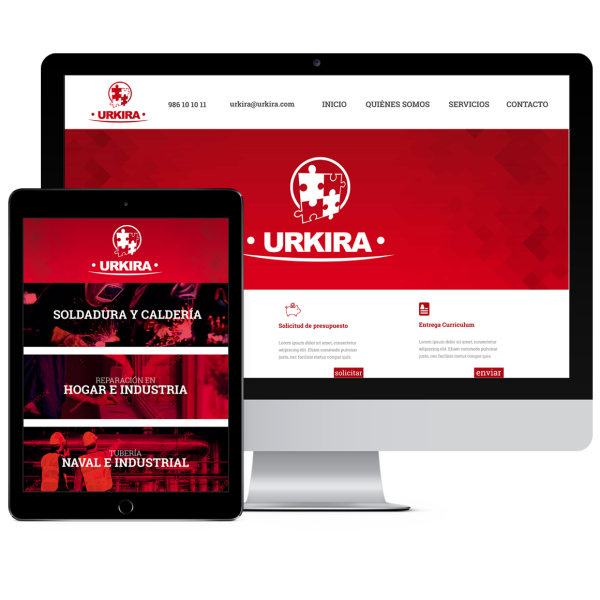 • URKIRA •
986 10 10 11
urkira@urkira.com
INICIO
QUIÉNES SOMOS
SERVICIOS
CONTACTO
• URKIRA •
Solicitud de presupuesto
Lorem ipsum dolor sit amet, consectetur
adipiscing elit. Etiam commodo pulvinar
justo, nec facilisis metus congue quis.
solicitar
Entrega Curriculum
Lorem ipsum dolor sit amet, consectetur
adipiscing elit. Etiam commodo pulvinar
justo, nec facilisis metus congue quis.
enviar
• URKIRA •
SOLDADURA Y CALDERÍA
REPARACIÓN EN
HOGAR E INDUSTRIA
TUBERÍA
NAVAL E INDUSTRIAL